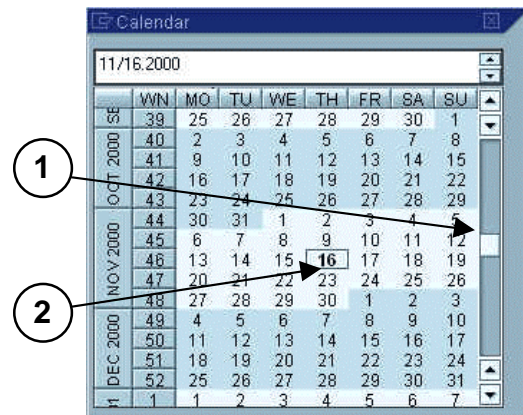 Calendar
11/16.2000
WN MO TU WE TH FR SA SU
SE 39 25 26 27 28 29 30 1
OCT 2000
40 2 3 4 5 6 7 8
41 9 10 11 12 13 14 15
42 16 17 18 19 20 21 22
43 23 24 25 26 27 28 29
NOV 2000
44 30 31 1 2 3 4 5
45 6 7 8 9 10 11 12
46 13 14 15 16 17 18 19
47 20 21 22 23 24 25 26
48 27 28 29 30 1 2 3
DEC 2000
49 4 5 6 7 8 9 10
50 11 12 13 14 15 16 17
51 18 19 20 21 22 23 24
52 25 26 27 28 29 30 31
1 1 2 3 4 5 6 7
1
2